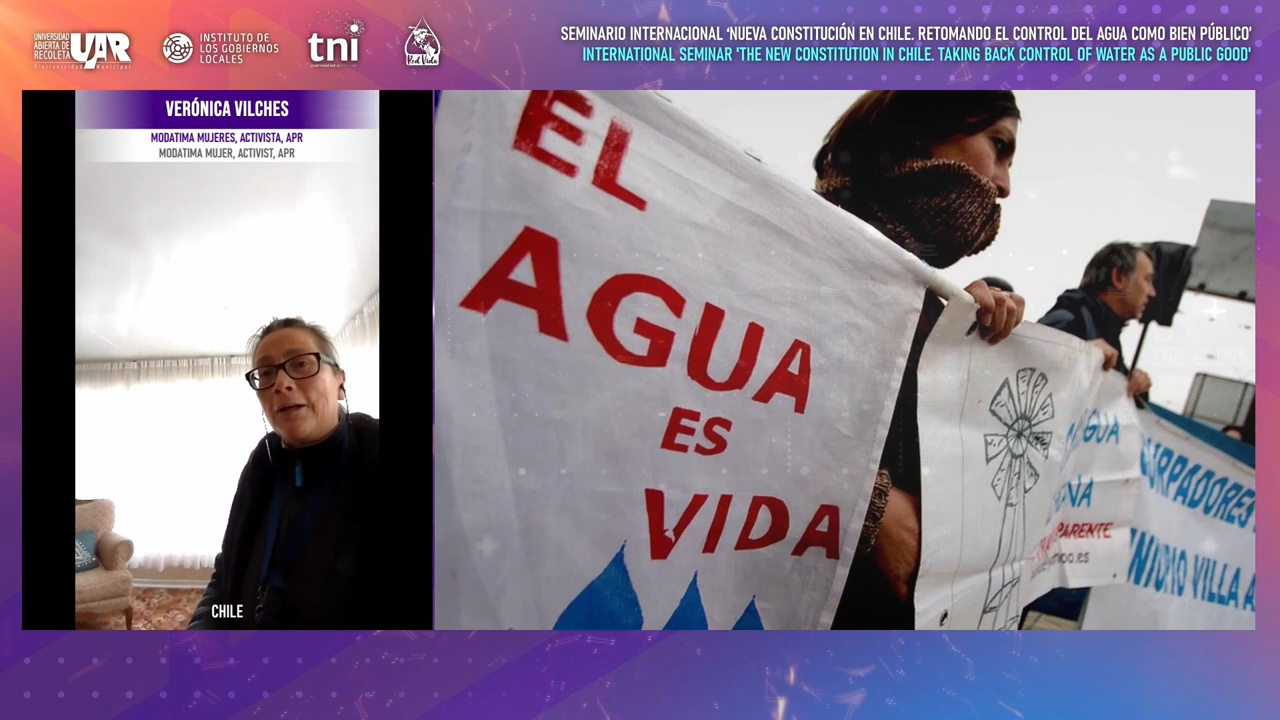 UNIVERSIDAD
ABIERTA DE
RECOLETA
UAR
Pluriversidad Municipal
INSTITUTO DE
LOS GOBIERNOS
LOCALES
tni
Red Vida
SEMINARIO INTERNACIONAL 'NUEVA CONSTITUCIÓN EN CHILE. RETOMANDO EL CONTROL DEL AGUA COMO BIEN PÚBLICO'
INTERNATIONAL SEMINAR 'THE NEW CONSTITUTION IN CHILE. TAKING BACK CONTROL OF WATER AS A PUBLIC GOOD'
VERÓNICA VILCHES
MODATIMA MUJERES, ACTIVISTA, APR
MODATIMA MUJER, ACTIVIST, APR
CHILE
EL
AGUA
ES
VIDA
AGUA